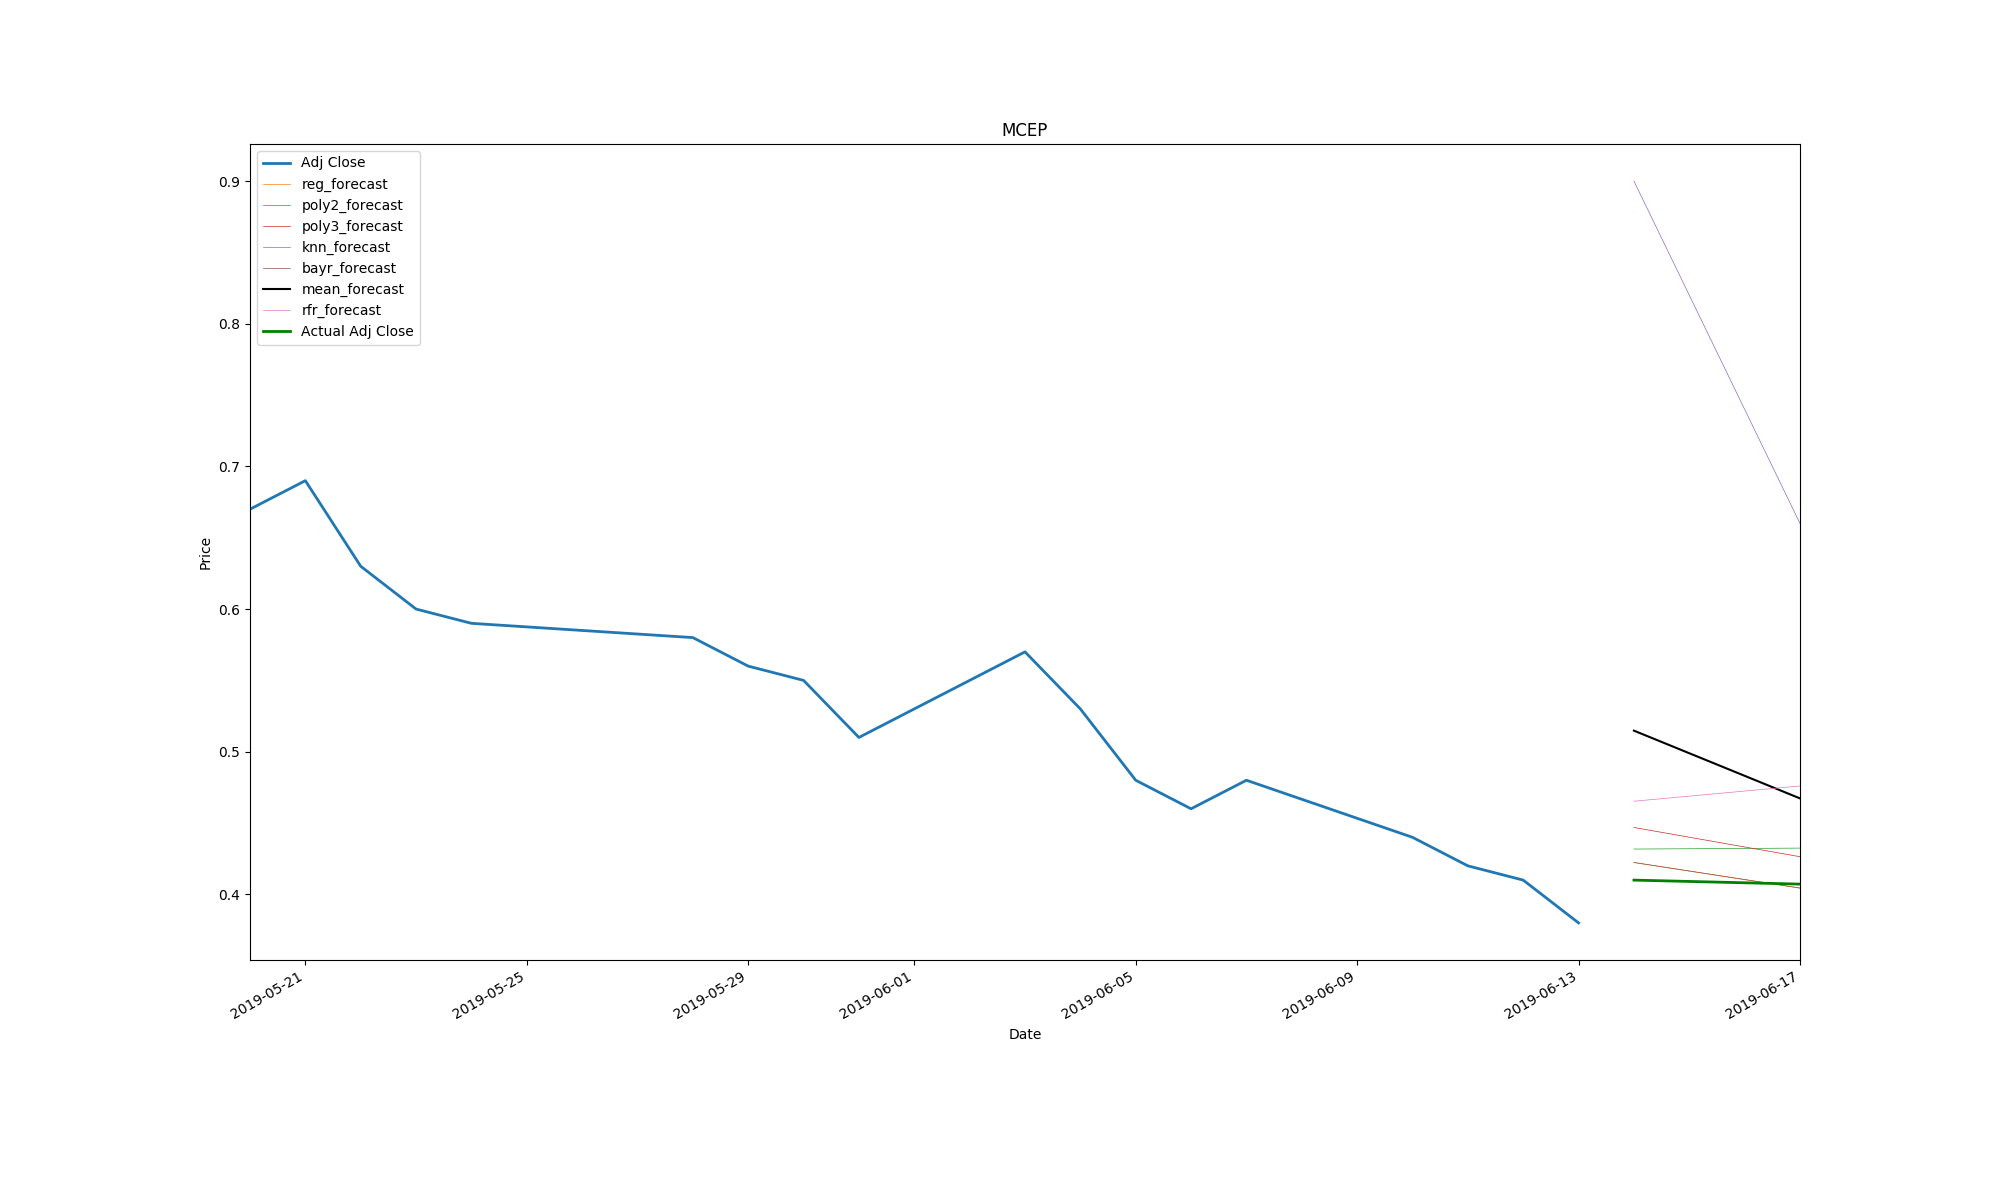 MCEP
Adj Close
reg_forecast
poly2_forecast
poly3_forecast
knn_forecast
bayr_forecast
mean_forecast
rfr_forecast
Actual Adj Close
0.9
0.8
0.7
0.6
0.5
0.4
Price
2019-05-21
2019-05-25
2019-05-29
2019-06-01
2019-06-05
2019-06-09
2019-06-13
2019-06-17
Date